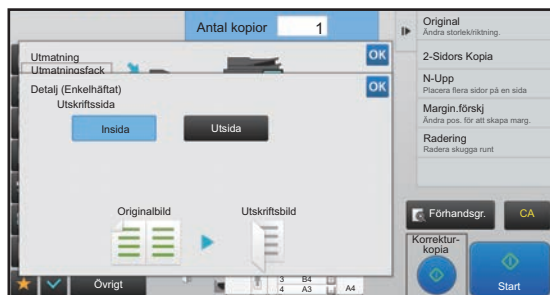 Antal kopior 1
Utmatning
OK
Utmatningsfack
Detalj (Enkelhäftat)
OK
Utskriftssida
Insida
Utsida
Originalbild
Utskriftsbild
Övrigt
3 B4
4 A3
A4
Original
Ändra storlek/riktning.
2-Sidors Kopia
N-Upp
Placera flera sidor på en sida
Margin.förskj
Ändra pos. för att skapa marg.
Radering
Radera skugga runt
Förhandsgr.
CA
Korrektur-
kopia
Start